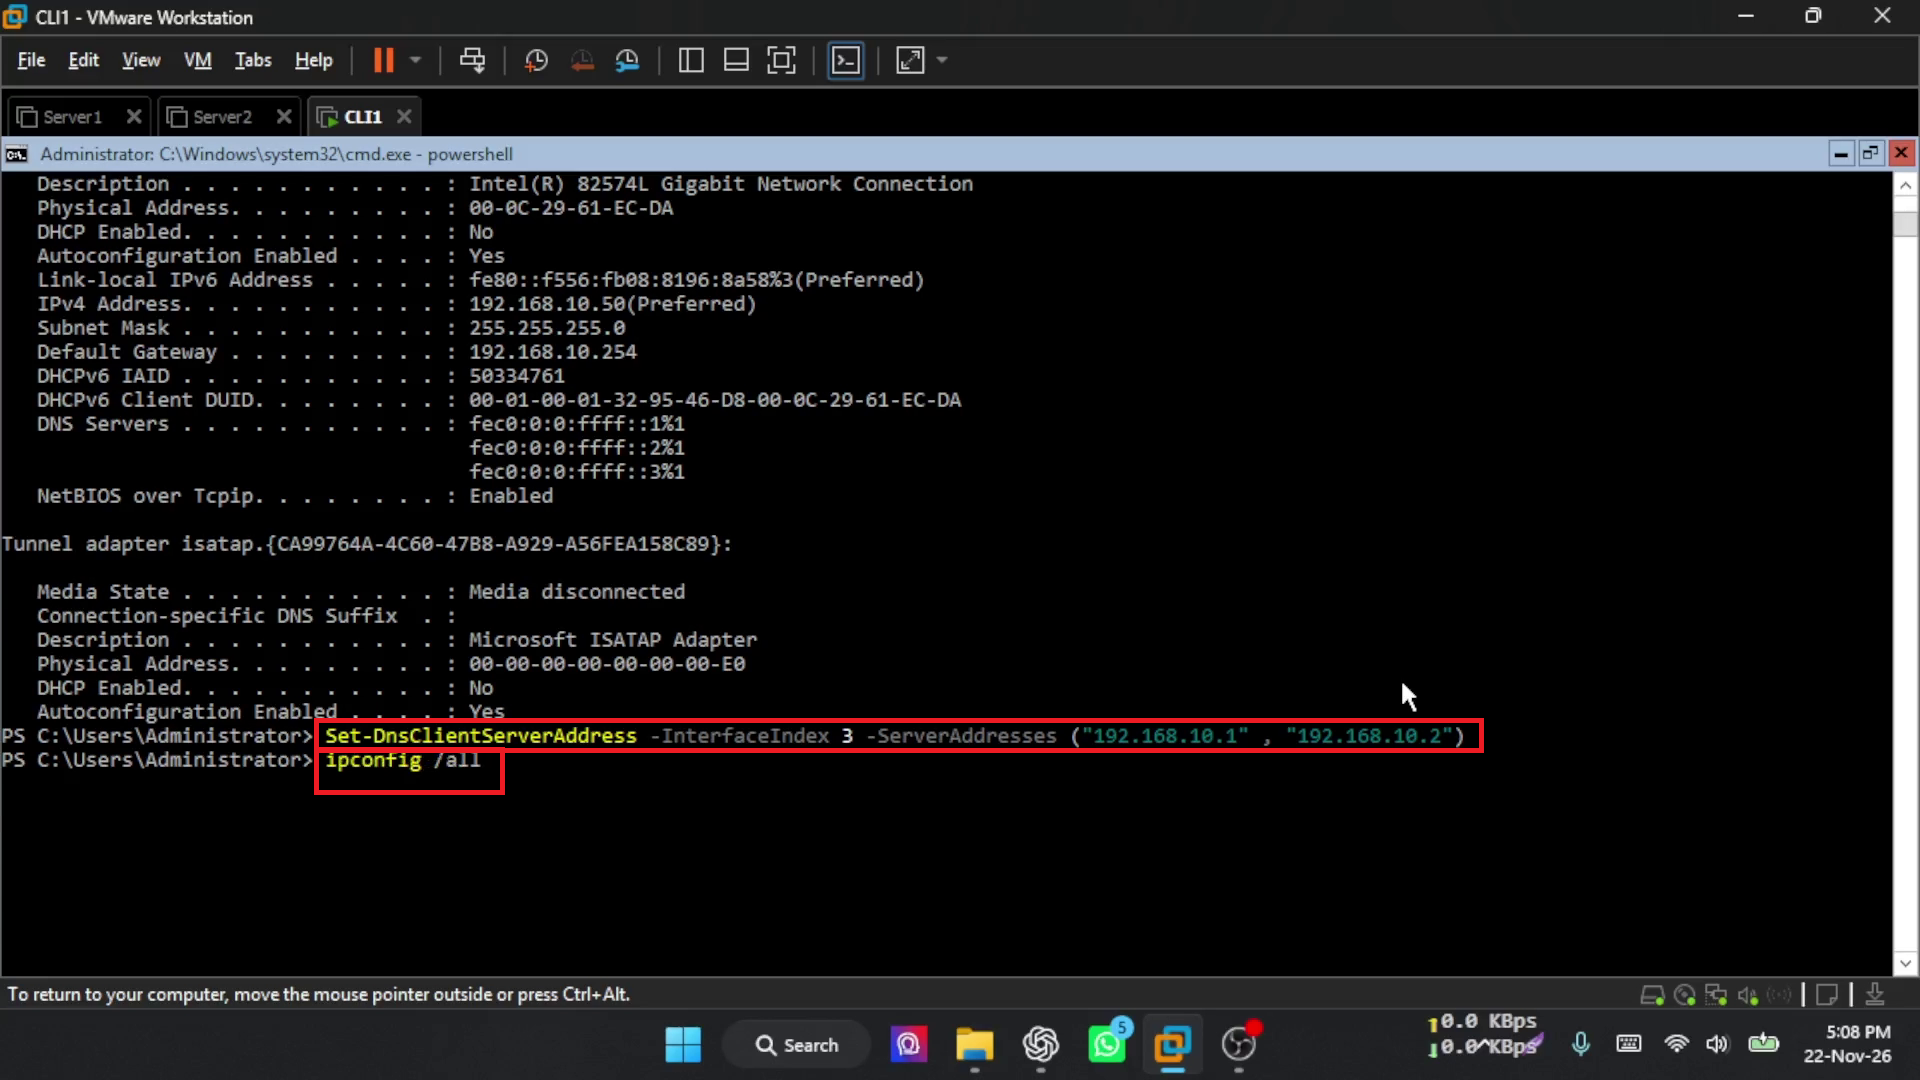 CLI1 - VMware Workstation
File Edit View VM Tabs Help
Server1 Server2 CLI1
Administrator: C:\Windows\system32\cmd.exe - powershell
Description . . . . . . . . . . . : Intel(R) 82574L Gigabit Network Connection
Physical Address. . . . . . . . . : 00-0C-29-61-EC-DA
DHCP Enabled. . . . . . . . . . . : No
Autoconfiguration Enabled . . . . : Yes
Link-local IPv6 Address . . . . . : fe80::f556:fb08:8196:8a58%3(Preferred)
IPv4 Address. . . . . . . . . . . : 192.168.10.50(Preferred)
Subnet Mask . . . . . . . . . . . : 255.255.255.0
Default Gateway . . . . . . . . . : 192.168.10.254
DHCPv6 IAID . . . . . . . . . . . : 50334761
DHCPv6 Client DUID. . . . . . . . : 00-01-00-01-32-95-46-D8-00-0C-29-61-EC-DA
DNS Servers . . . . . . . . . . . : fec0:0:0:ffff::1%1
fec0:0:0:ffff::2%1
fec0:0:0:ffff::3%1
NetBIOS over Tcpip. . . . . . . . : Enabled
Tunnel adapter isatap.{CA99764A-4C60-47B8-A929-A56FEA158C89}:
Media State . . . . . . . . . . . : Media disconnected
Connection-specific DNS Suffix  . :
Description . . . . . . . . . . . : Microsoft ISATAP Adapter
Physical Address. . . . . . . . . : 00-00-00-00-00-00-00-E0
DHCP Enabled. . . . . . . . . . . : No
Autoconfiguration Enabled . . . . : Yes
PS C:\Users\Administrator> Set-DnsClientServerAddress -InterfaceIndex 3 -ServerAddresses ("192.168.10.1" , "192.168.10.2")
PS C:\Users\Administrator> ipconfig /all
To return to your computer, move the mouse pointer outside or press Ctrl+Alt.
Search
5
0.0 KBps
0.0 KBps
5:08 PM
22-Nov-26